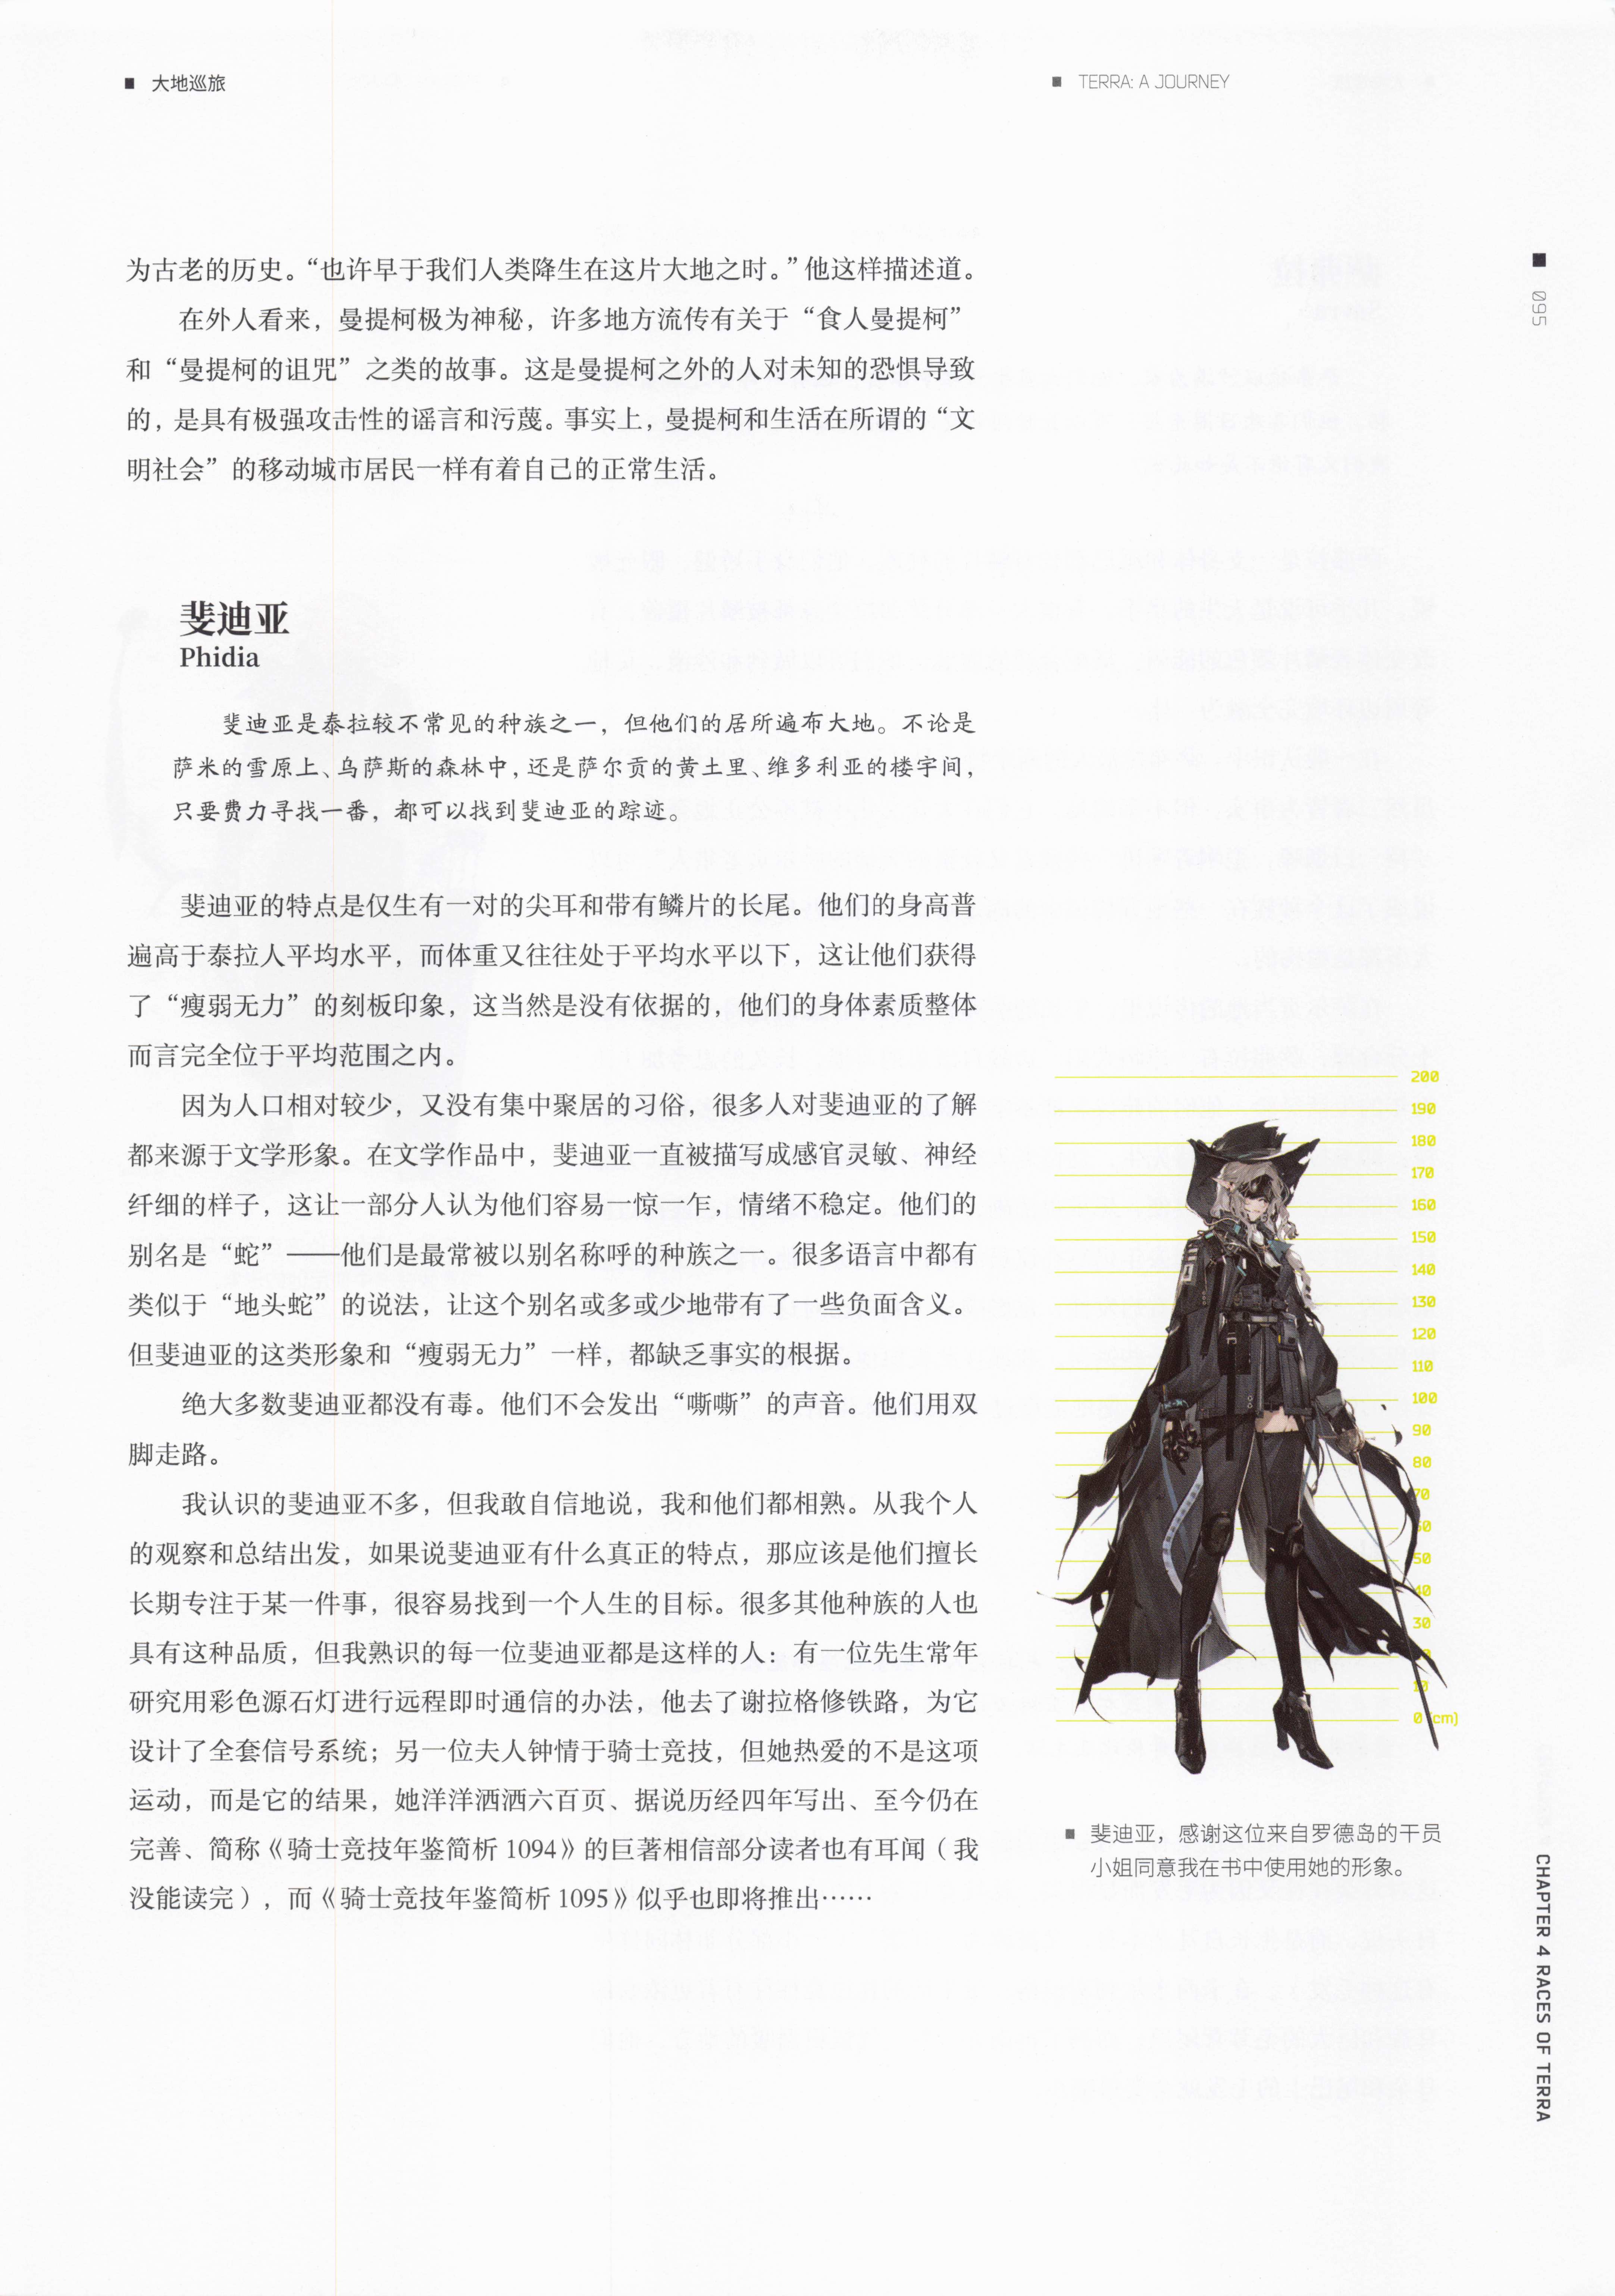 大地巡旅
TERRA: A JOURNEY
095
为古老的历史。“也许早于我们人类降生在这片大地之时。”他这样描述道。
在外人看来，曼提柯极为神秘，许多地方流传有关于“食人曼提柯”
和“曼提柯的诅咒”之类的故事。这是曼提柯之外的人对未知的恐惧导致
的，是具有极强攻击性的谣言和污蔑。事实上，曼提柯和生活在所谓的“文
明社会”的移动城市居民一样有着自己的正常生活。
斐迪亚
Phidia
斐迪亚是泰拉较不常见的种族之一，但他们的居所遍布大地。不论是
萨米的雪原上、乌萨斯的森林中，还是萨尔贡的黄土里、维多利亚的楼宇间，
只要费力寻找一番，都可以找到斐迪亚的踪迹。
斐迪亚的特点是仅生有一对的尖耳和带有鳞片的长尾。他们的身高普
遍高于泰拉人平均水平，而体重又往往处于平均水平以下，这让他们获得
了“瘦弱无力”的刻板印象，这当然是没有依据的，他们的身体素质整体
而言完全位于平均范围之内。
因为人口相对较少，又没有集中聚居的习俗，很多人对斐迪亚的了解
都来源于文学形象。在文学作品中，斐迪亚一直被描写成感官灵敏、神经
纤细的样子，这让一部分人认为他们容易一惊一乍，情绪不稳定。他们的
别名是“蛇”——他们是最常被以别名称呼的种族之一。很多语言中都有
类似于“地头蛇”的说法，让这个别名或多或少地带有了一些负面含义。
但斐迪亚的这类形象和“瘦弱无力”一样，都缺乏事实的根据。
绝大多数斐迪亚都没有毒。他们不会发出“嘶嘶”的声音。他们用双
脚走路。
我认识的斐迪亚不多，但我敢自信地说，我和他们都相熟。从我个人
的观察和总结出发，如果说斐迪亚有什么真正的特点，那应该是他们擅长
长期专注于某一件事，很容易找到一个人生的目标。很多其他种族的人也
具有这种品质，但我熟识的每一位斐迪亚都是这样的人：有一位先生常年
研究用彩色源石灯进行远程即时通信的办法，他去了谢拉格修铁路，为它
设计了全套信号系统；另一位夫人钟情于骑士竞技，但她热爱的不是这项
运动，而是它的结果，她洋洋洒洒六百页、据说历经四年写出、至今仍在
完善、简称《骑士竞技年鉴简析 1094》的巨著相信部分读者也有耳闻（我
没能读完），而《骑士竞技年鉴简析 1095》似乎也即将推出……
200
190
180
170
160
150
140
130
120
110
100
90
80
70
60
50
40
30
10
0 (cm)
斐迪亚，感谢这位来自罗德岛的干员
小姐同意我在书中使用她的形象。
CHAPTER 4 RACES OF TERRA